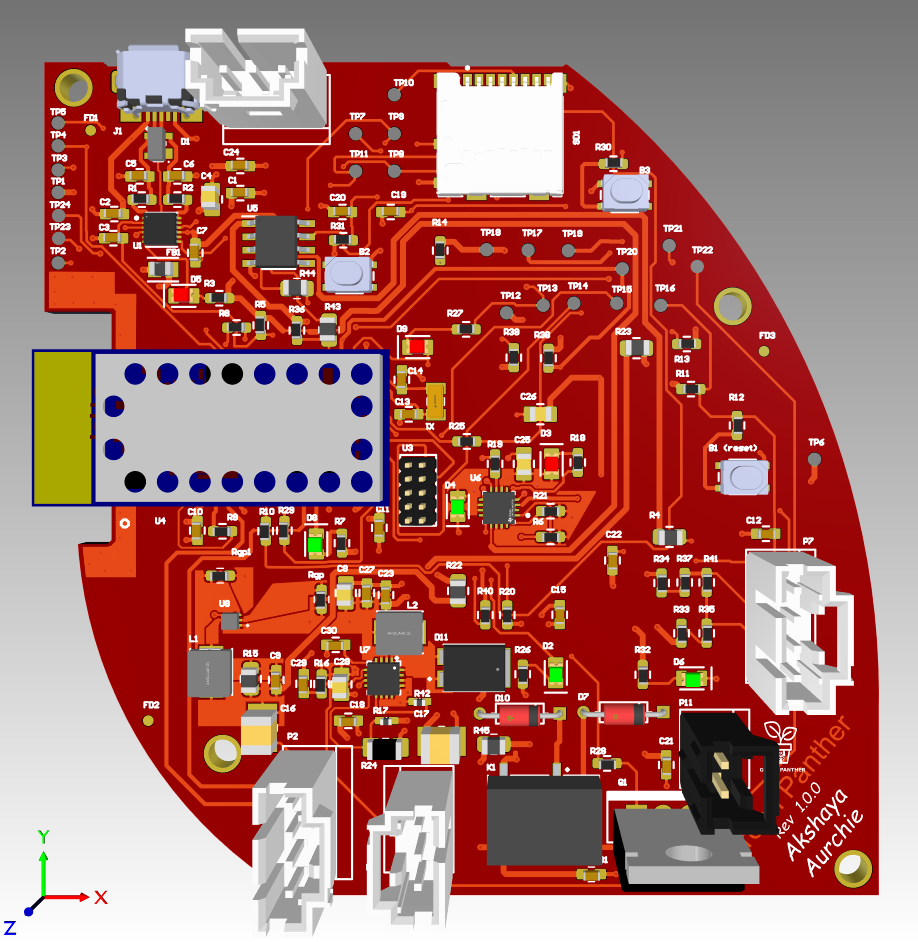 TP10
TP5
FD1
TP4
J1
D1
TP7
TP9
SD1
R30
TP3
C5
C6
C24
TP11
TP8
B3
TP1
R1
R2
C4
C1
TP24
C2
U5
C20
C19
TP23
C3
U1
C7
R31
R14
TP18
TP17
TP19
TP21
TP2
FB1
B2
TP20
TP22
D5
R3
R44
TP12
TP13
TP14
TP15
TP16
R8
R5
R36
R43
D9
R27
R39
R38
R23
FD3
R13
C14
R11
C13
TX
C26
R12
R25
D3
B1 (reset)
TP6
U3
R19
C25
R18
U6
D4
R21
U4
C10
R9
R10
R29
D8
R7
C11
R6
R4
C12
Rgp1
C22
P7
Rgp
C8
C27
C23
R22
R34
R37
R41
U8
L2
R40
R20
C15
R33
R35
L1
C30
D11
R15
C9
C29
R16
C28
U7
R26
D2
R32
D6
FD2
C16
C18
R17
R42
C17
D10
D7
P11
P2
R24
R45
K1
R28
C21
Q1
Panther
Rev 1.0.0
Akshaya
Aurchie
Y
X
Z